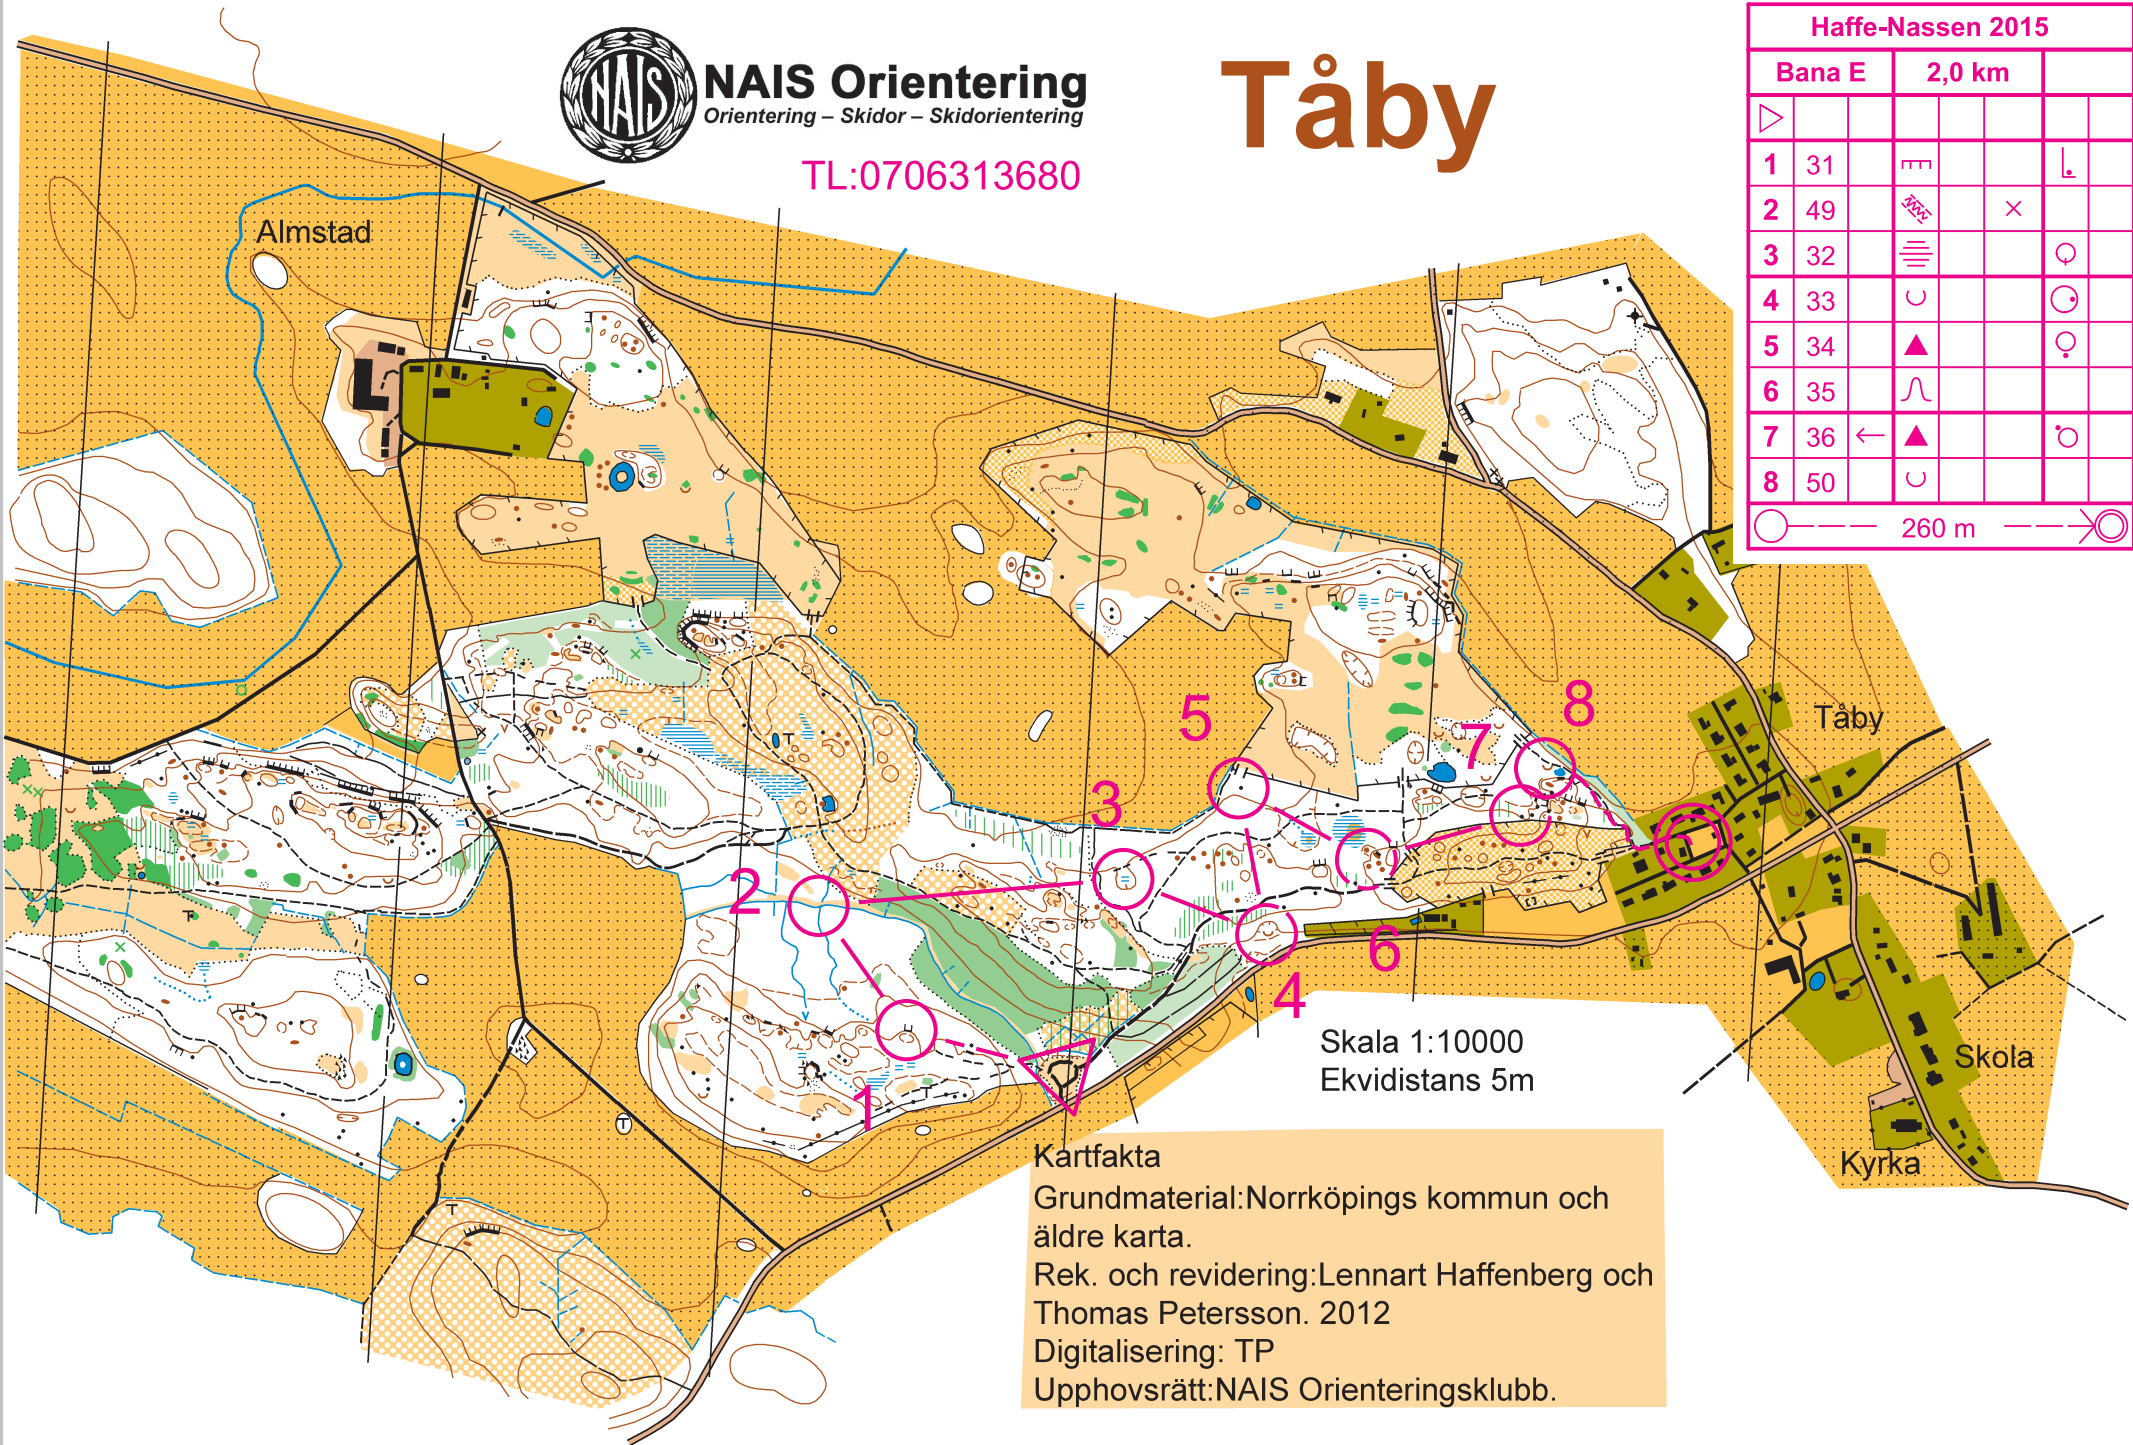 NAIS
NAIS Orientering
Orientering – Skidor – Skidorientering
TL:0706313680
Tåby
Haffe-Nassen 2015
Bana E 2,0 km
1 31
2 49
3 32
4 33
5 34
6 35
7 36
8 50
260 m
Almstad
Tåby
Skola
Kyrka
1
2
3
4
5
6
7
8
Skala 1:10000
Ekvidistans 5m
Kartfakta
Grundmaterial:Norrköpings kommun och
äldre karta.
Rek. och revidering:Lennart Haffenberg och
Thomas Petersson. 2012
Digitalisering: TP
Upphovsrätt:NAIS Orienteringsklubb.